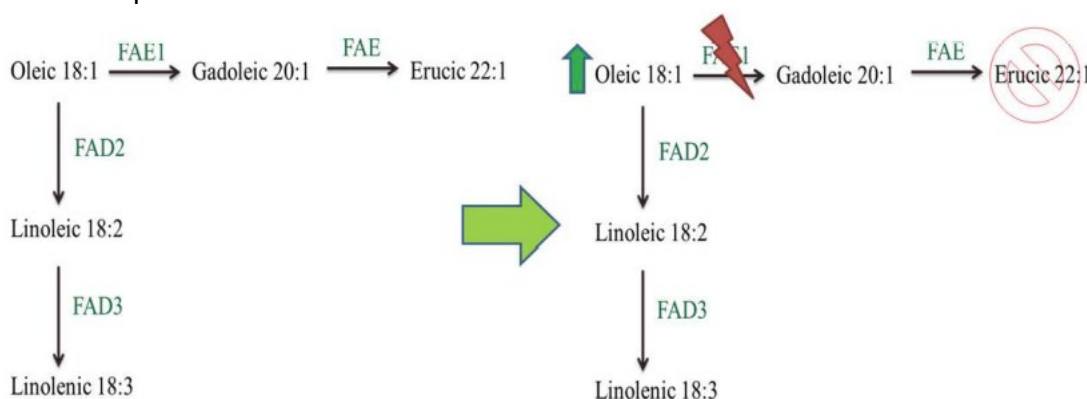 FAE1 FAE
Oleic 18:1 Gadoleic 20:1 Erucic 22:1
FAD2
Linoleic 18:2
FAD3
Linolenic 18:3
FAE
Oleic 18:1 Gadoleic 20:1 Erucic 22:1
FAD2
Linoleic 18:2
FAD3
Linolenic 18:3